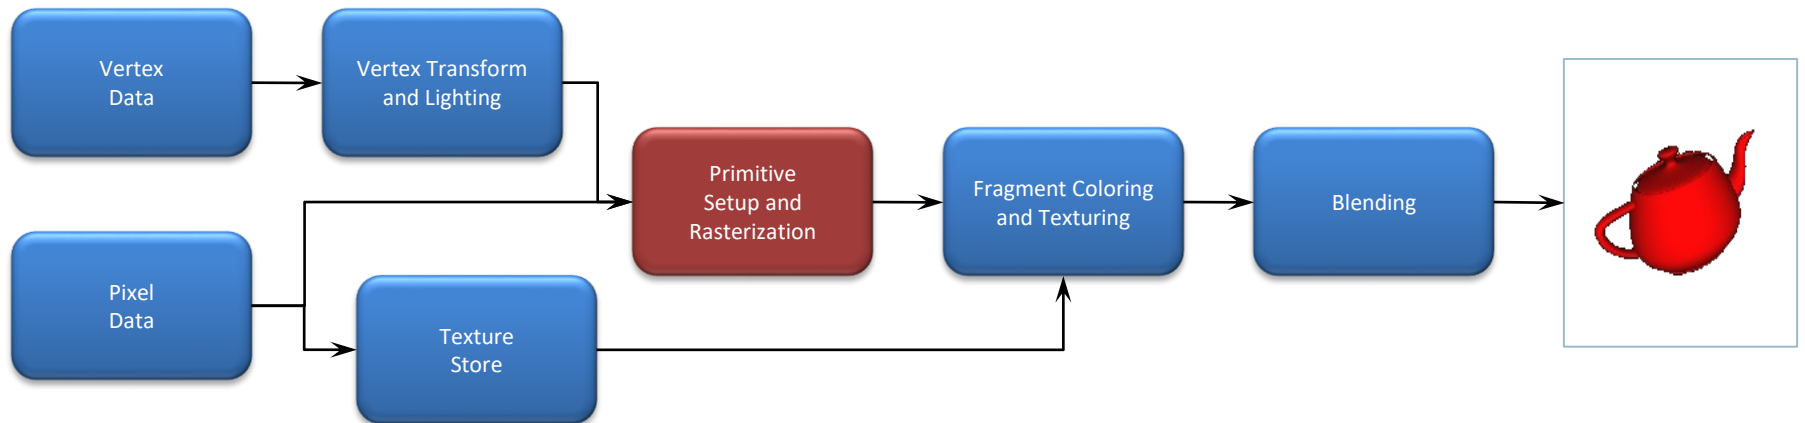 Vertex
Data
Vertex Transform
and Lighting
Primitive
Setup and
Rasterization
Fragment Coloring
and Texturing
Blending
Pixel
Data
Texture
Store